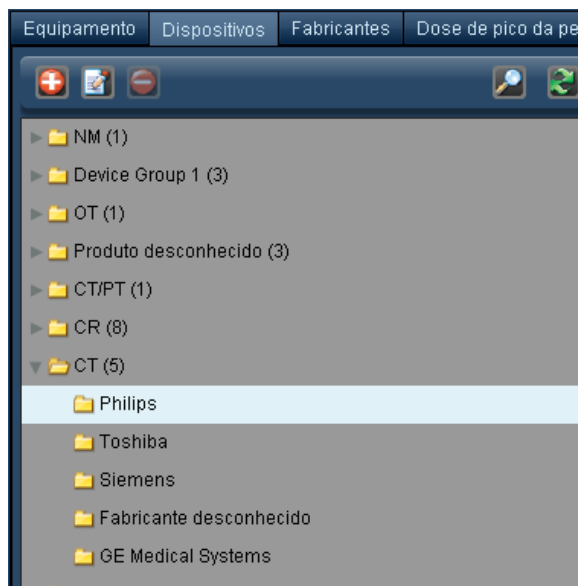 Equipamento Dispositivos Fabricantes Dose de pico da pe
NM (1)
Device Group 1 (3)
OT (1)
Produto desconhecido (3)
CT/PT (1)
CR (8)
CT (5)
Philips
Toshiba
Siemens
Fabricante desconhecido
GE Medical Systems